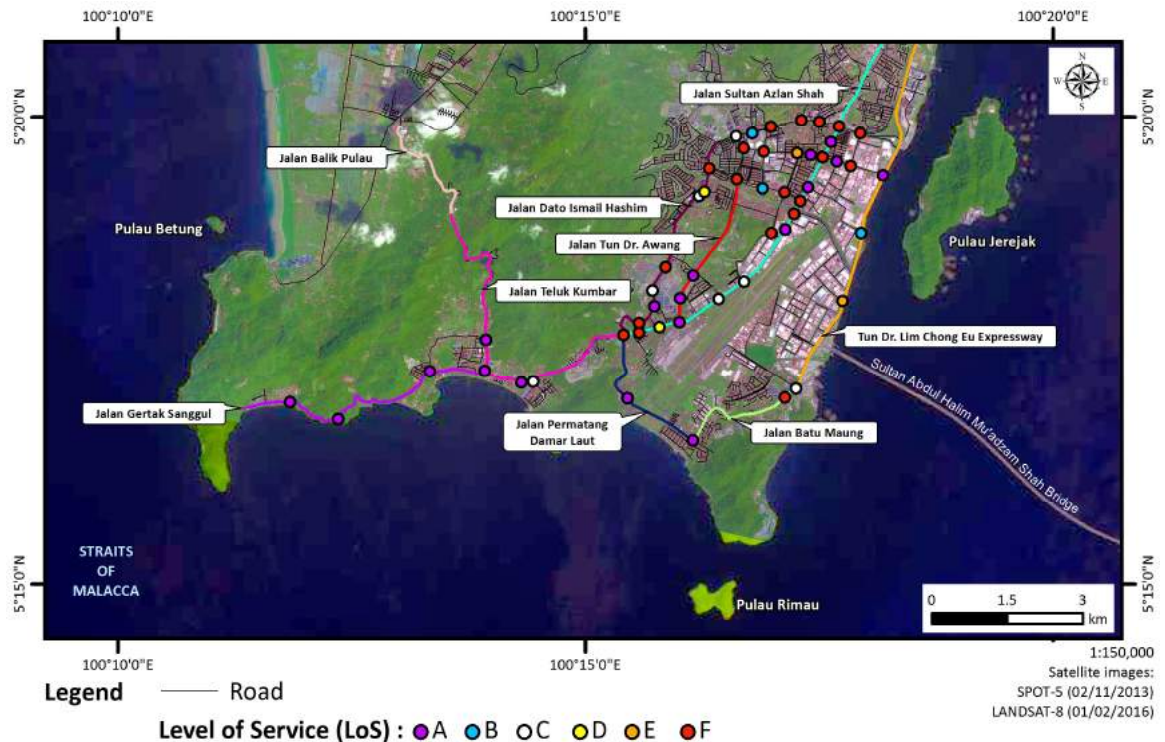 100°10'0"E 100°15'0"E 100°20'0"E
5°20'0"N 5°20'0"N
N
W E
S
Jalan Sultan Azlan Shah
Jalan Balik Pulau
Jalan Dato Ismail Hashim
Pulau Betung
Jalan Tun Dr. Awang
Pulau Jerejak
Jalan Teluk Kumbar
Tun Dr. Lim Chong Eu Expressway
Sultan Abdul Halim Mu'adzam Shah Bridge
Jalan Gertak Sanggul
Jalan Permatang
Damar Laut
Jalan Batu Maung
STRAITS
OF
MALACCA
5°15'0"N 5°15'0"N
Pulau Rimau
0 1.5 3
km
100°10'0"E 100°15'0"E 100°20'0"E
1:150,000
Satellite images:
SPOT-5 (02/11/2013)
LANDSAT-8 (01/02/2016)
Legend Road
Level of Service (LoS) : A B C D E F